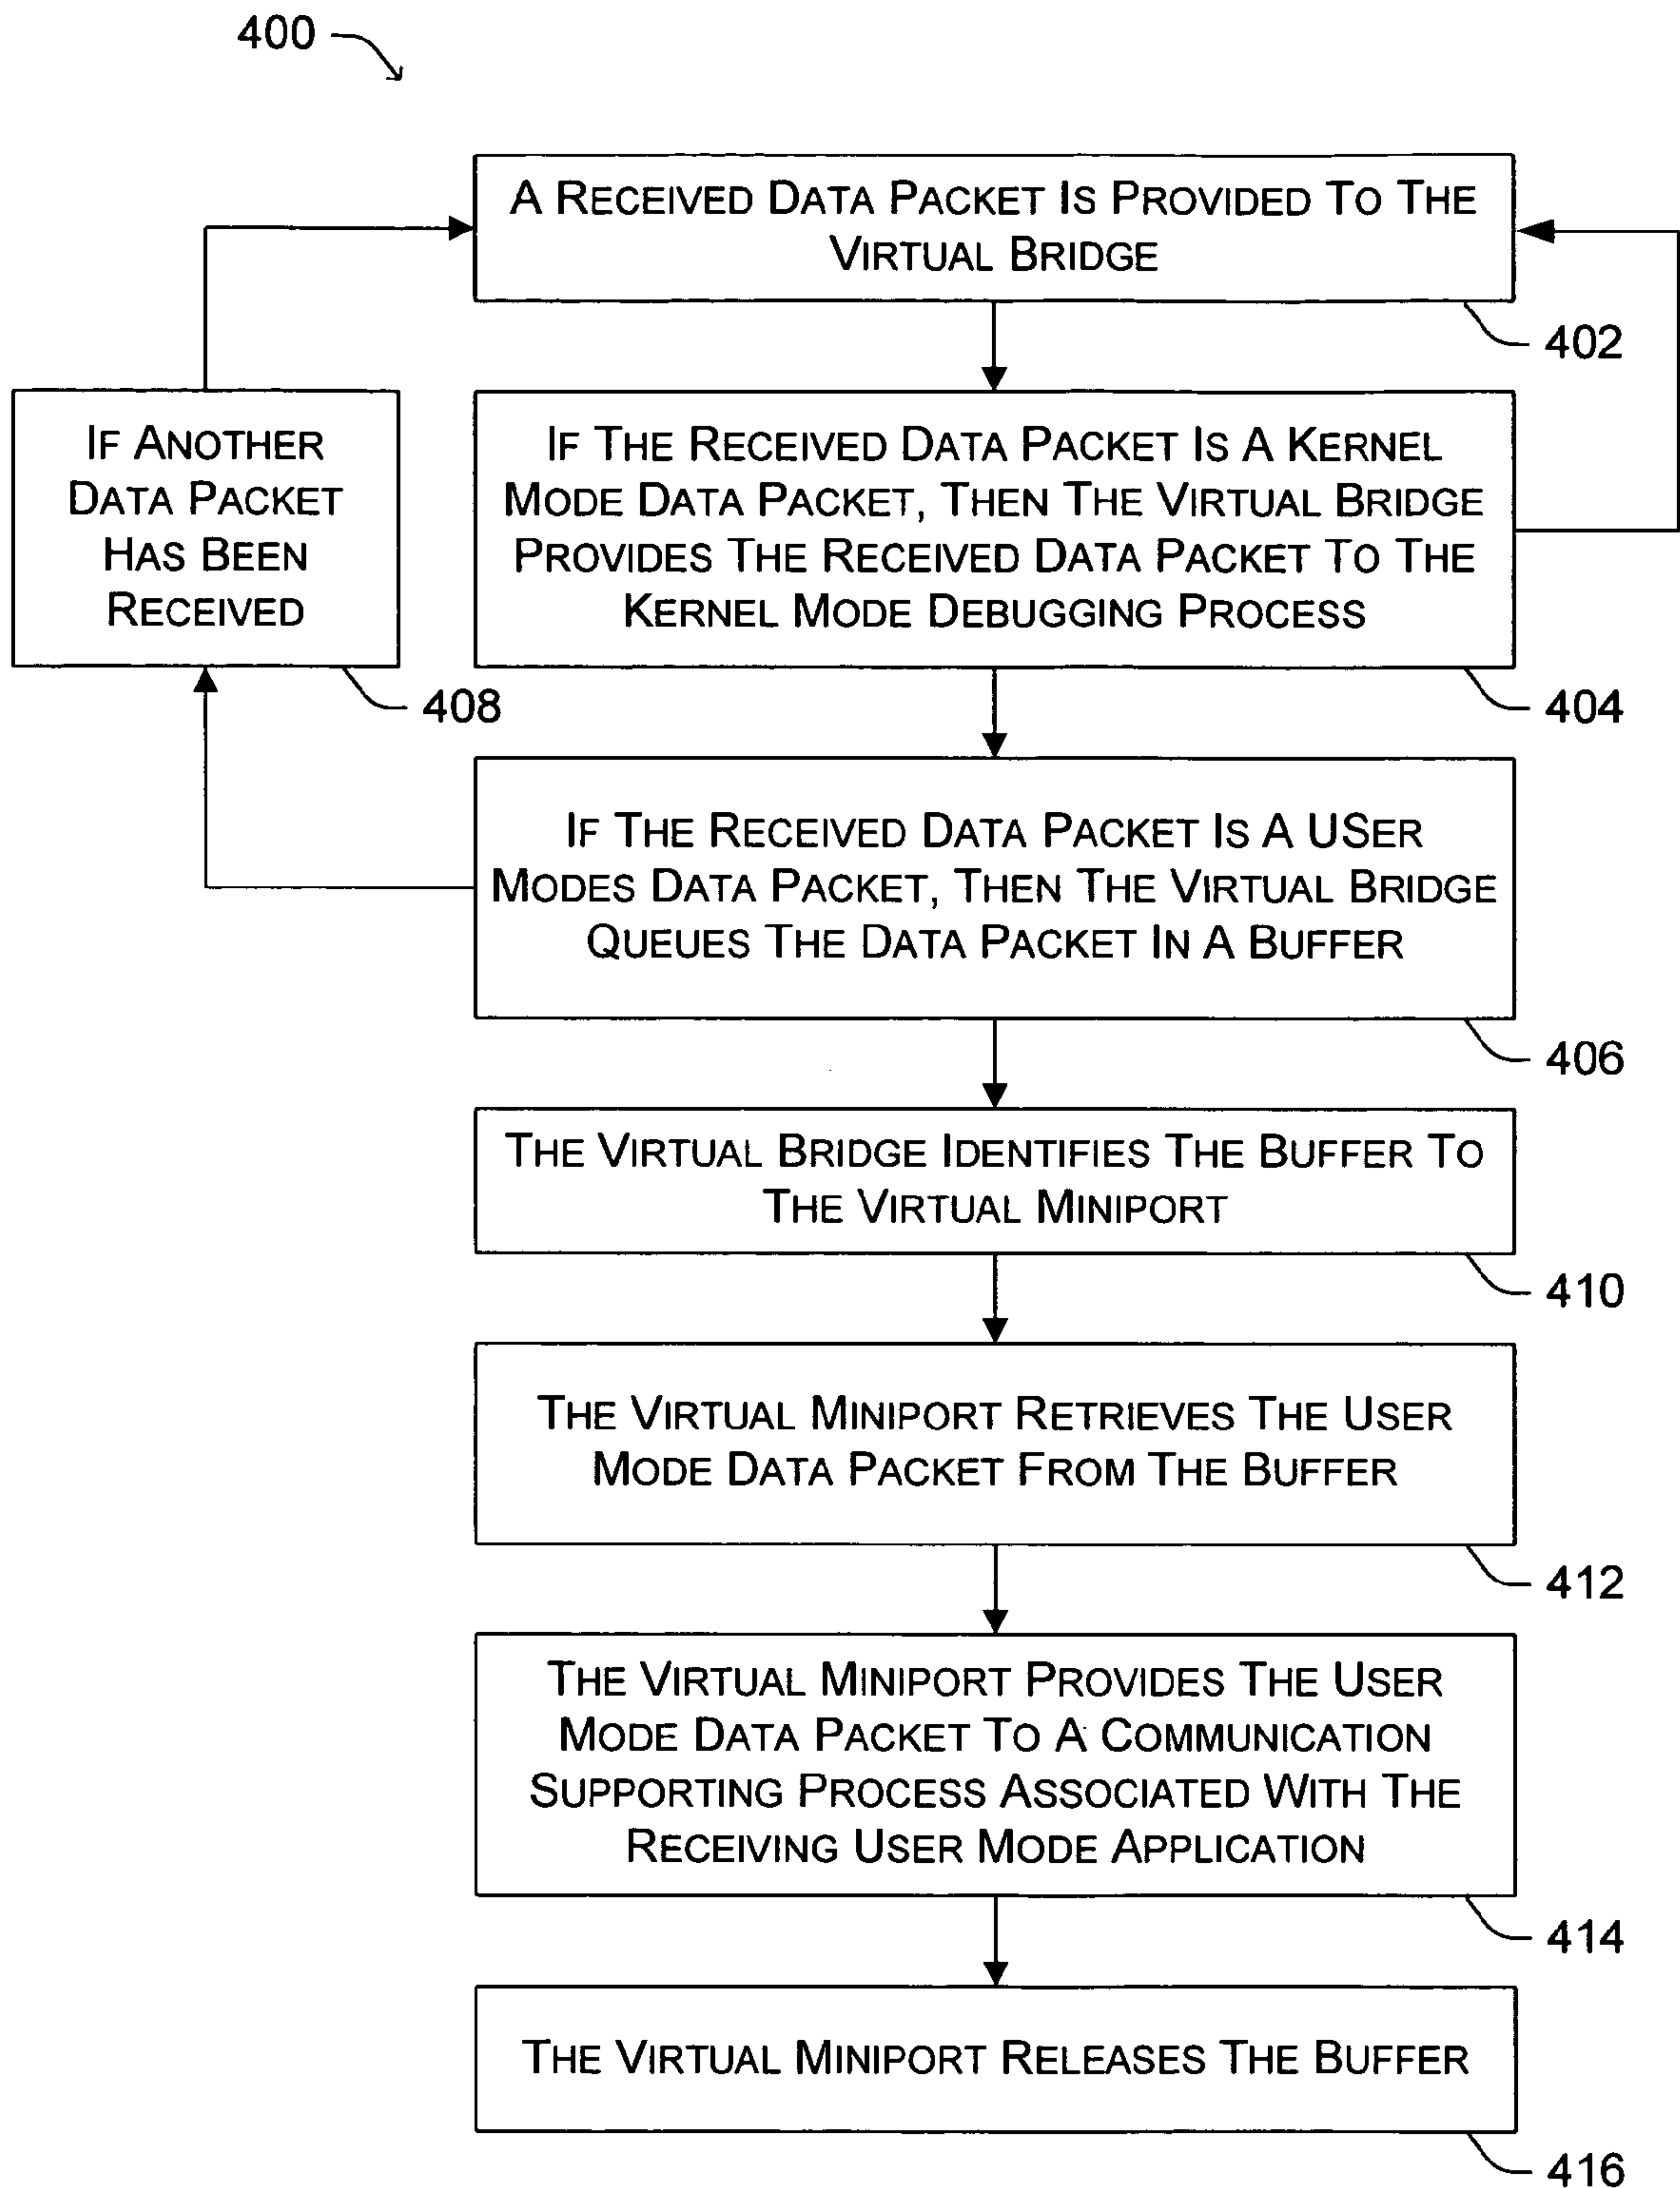 400
A RECEIVED DATA PACKET IS PROVIDED TO THE
VIRTUAL BRIDGE
402
IF ANOTHER
DATA PACKET
HAS BEEN
RECEIVED
408
IF THE RECEIVED DATA PACKET IS A KERNEL
MODE DATA PACKET, THEN THE VIRTUAL BRIDGE
PROVIDES THE RECEIVED DATA PACKET TO THE
KERNEL MODE DEBUGGING PROCESS
404
IF THE RECEIVED DATA PACKET IS A USER
MODES DATA PACKET, THEN THE VIRTUAL BRIDGE
QUEUES THE DATA PACKET IN A BUFFER
406
THE VIRTUAL BRIDGE IDENTIFIES THE BUFFER TO
THE VIRTUAL MINIPORT
410
THE VIRTUAL MINIPORT RETRIEVES THE USER
MODE DATA PACKET FROM THE BUFFER
412
THE VIRTUAL MINIPORT PROVIDES THE USER
MODE DATA PACKET TO A COMMUNICATION
SUPPORTING PROCESS ASSOCIATED WITH THE
RECEIVING USER MODE APPLICATION
414
THE VIRTUAL MINIPORT RELEASES THE BUFFER
416